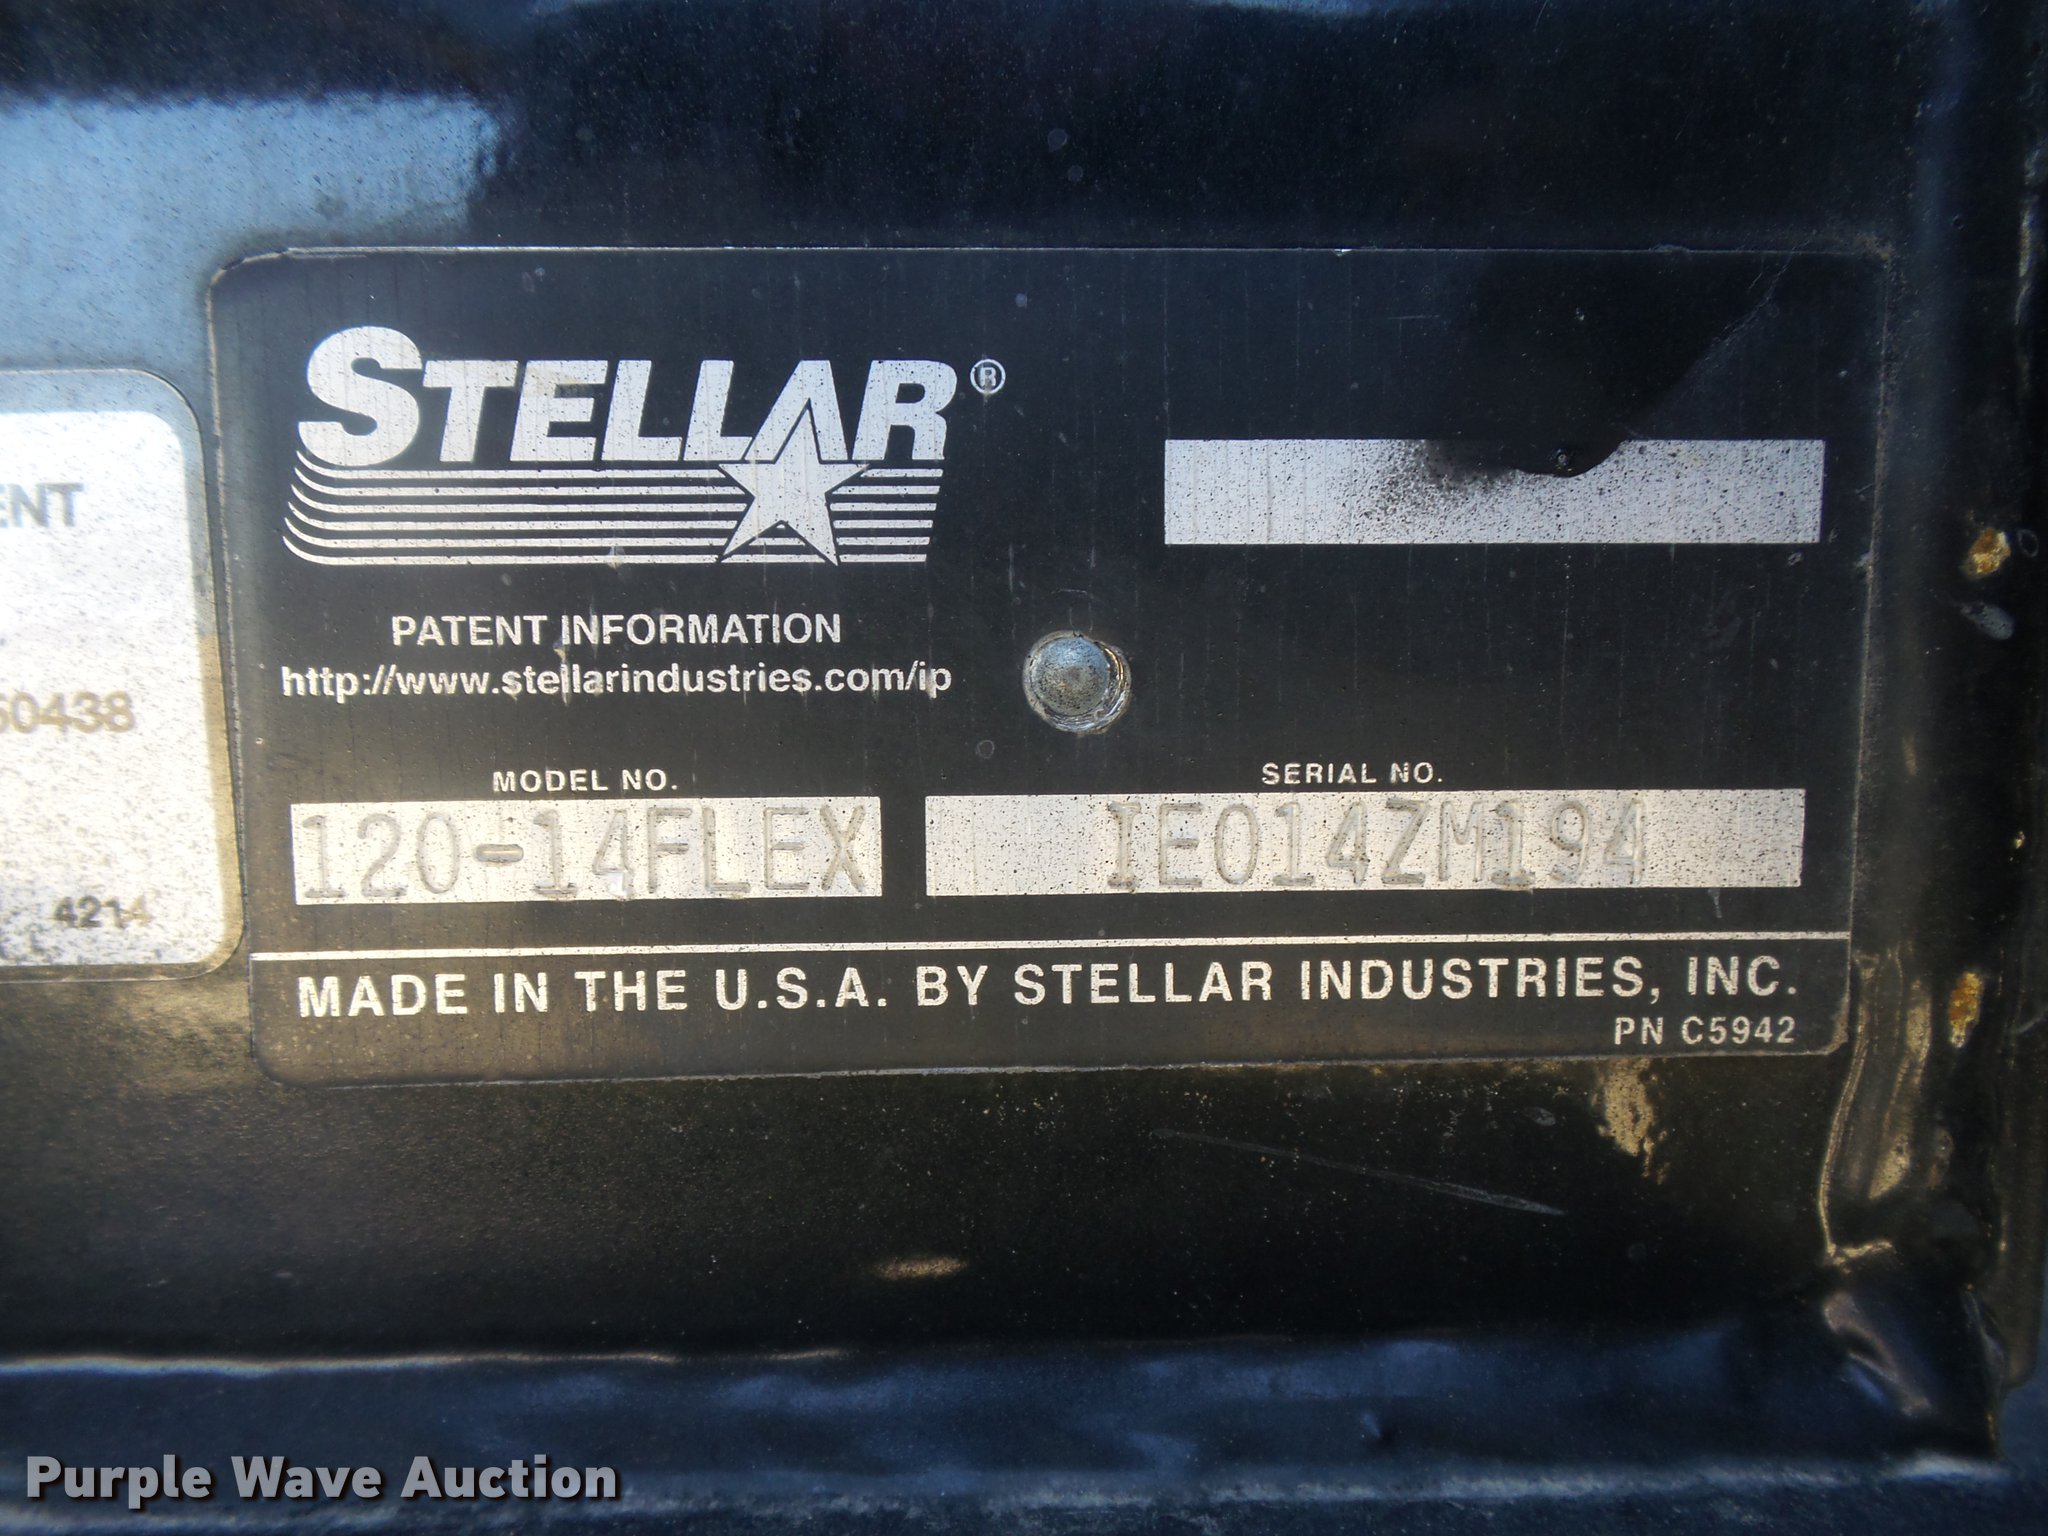 STELLAR®
PATENT INFORMATION
http://www.stellarindustries.com/ip
MODEL NO.
120-14FLEX
SERIAL NO.
IE014ZM194
MADE IN THE U.S.A. BY STELLAR INDUSTRIES, INC.
PN C5942
ENT
50438
4214
Purple Wave Auction